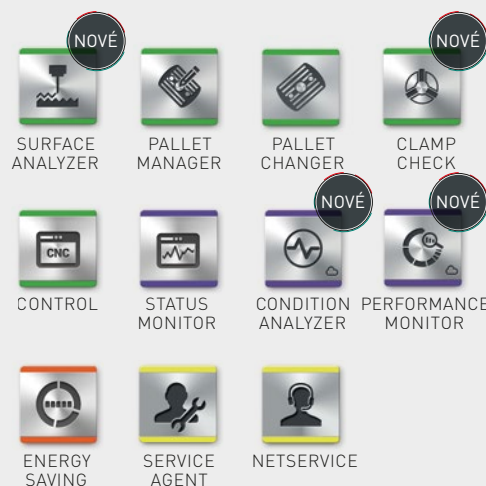 NOVÉ
NOVÉ
SURFACE
ANALYZER
PALLET
MANAGER
PALLET
CHANGER
CLAMP
CHECK
NOVÉ
NOVÉ
CNC
CONTROL
STATUS
MONITOR
CONDITION
ANALYZER
PERFORMANCE
MONITOR
ENERGY
SAVING
SERVICE
AGENT
NETSERVICE